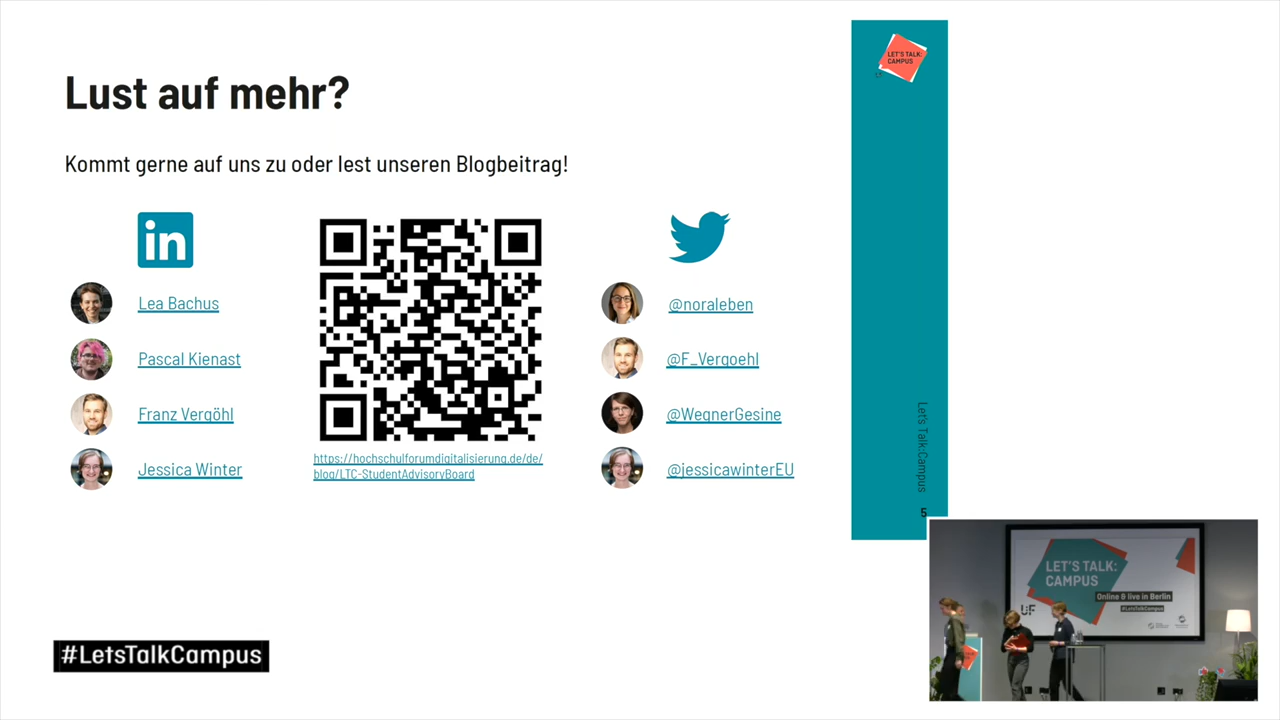 Lust auf mehr?
Kommt gerne auf uns zu oder lest unseren Blogbeitrag!
in
Lea Bachus
Pascal Kienast
Franz Vergöhl
Jessica Winter
https://hochschulforumdigitalisierung.de/de/
blog/LTC-StudentAdvisoryBoard
@noraleben
@F_Vergoehl
@WegnerGesine
@jessicawinterEU
LET'S TALK:
CAMPUS
Let's Talk:Campus
5
LET'S TALK:
CAMPUS
Online & live in Berlin
#LetsTalkCampus
#LetsTalkCampus